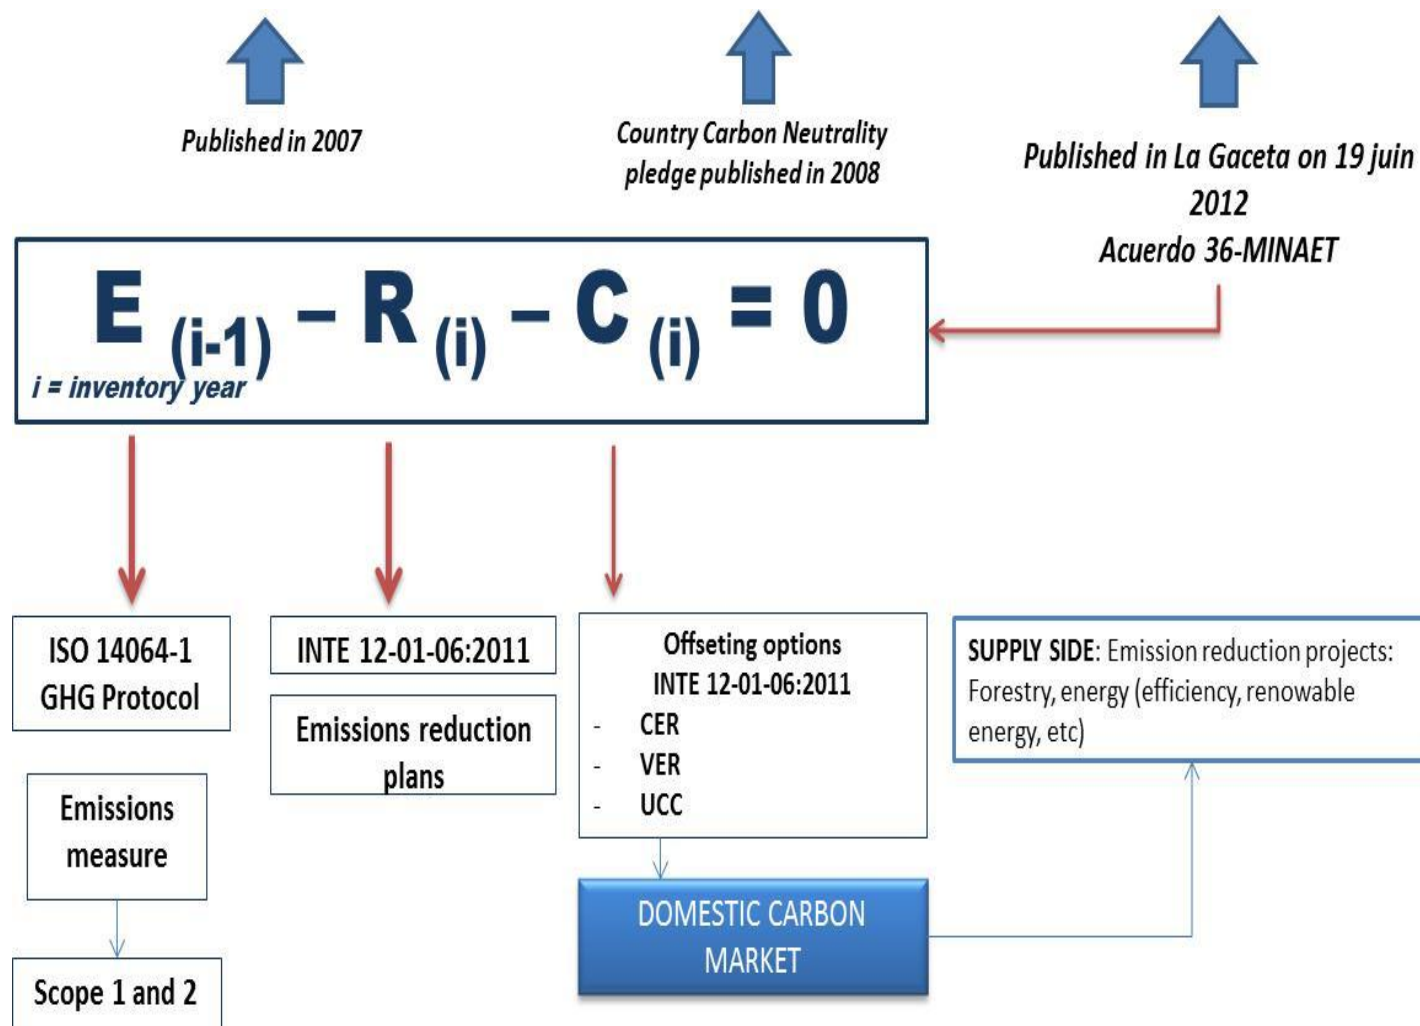 Published in 2007
Country Carbon Neutrality
pledge published in 2008
Published in La Gaceta on 19 juin
2012
Acuerdo 36-MINAET
E (i-1) – R (i) – C (i) = 0
i = inventory year
ISO 14064-1
GHG Protocol
Emissions
measure
Scope 1 and 2
INTE 12-01-06:2011
Emissions reduction
plans
Offseting options
INTE 12-01-06:2011
- CER
- VER
- UCC
DOMESTIC CARBON
MARKET
SUPPLY SIDE: Emission reduction projects:
Forestry, energy (efficiency, renowable
energy, etc)